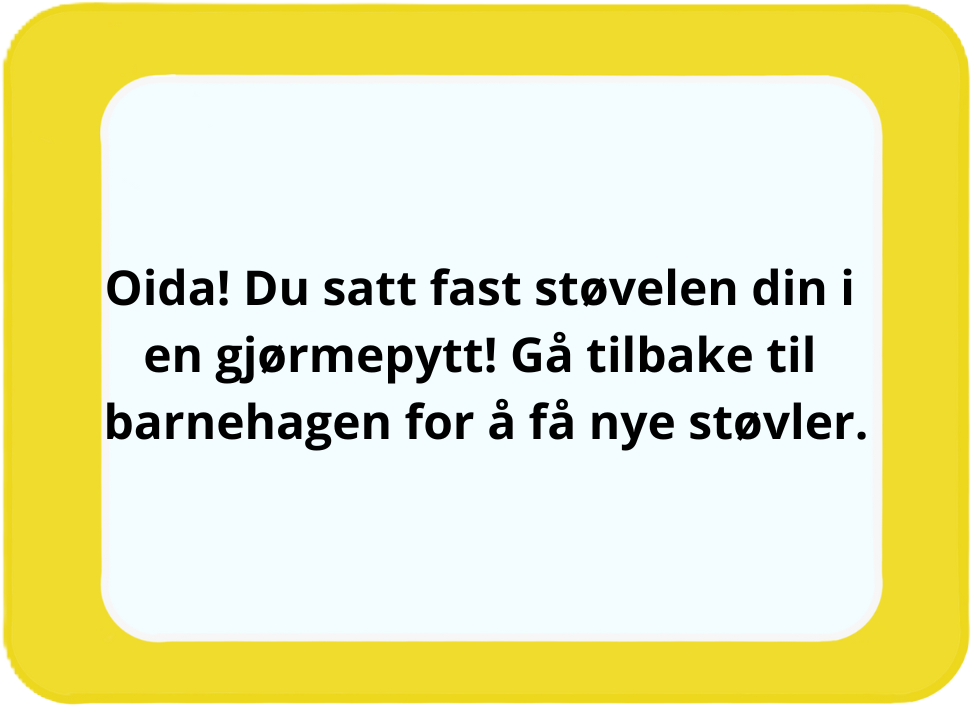 Oida! Du satt fast støvelen din i
en gjørmepytt! Gå tilbake til
barnehagen for å få nye støvler.